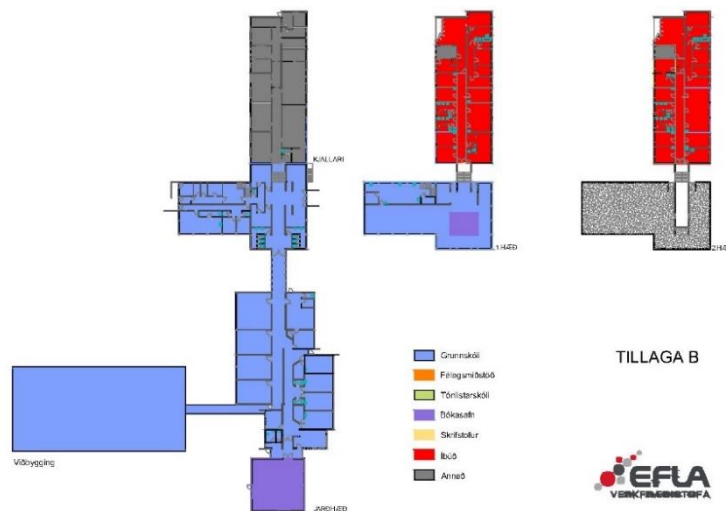 KJALLARI
1.HÆÐ
2.HÆÐ
Grunnskóli
Félagsmiðstöð
Tónlistarskóli
Bókasafn
Skrifstofur
Íbúð
Annað
TILLAGA B
Viðbygging
JARÐHÆÐ
EFLA
VERKFRÆÐISTOFA